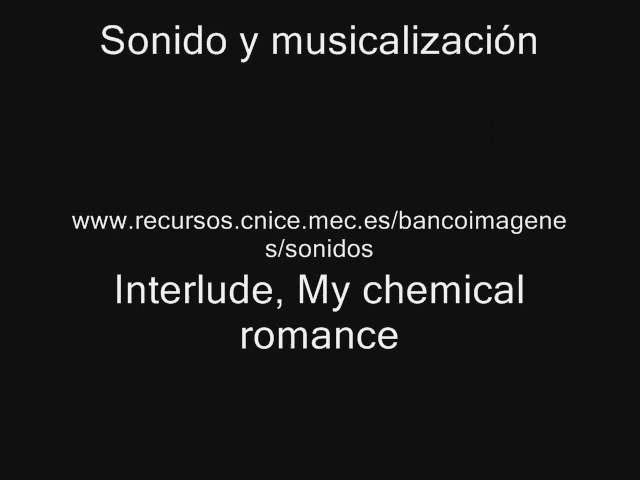 Sonido y musicalización
www.recursos.cnice.mec.es/bancoimagene
s/sonidos
Interlude, My chemical
romance